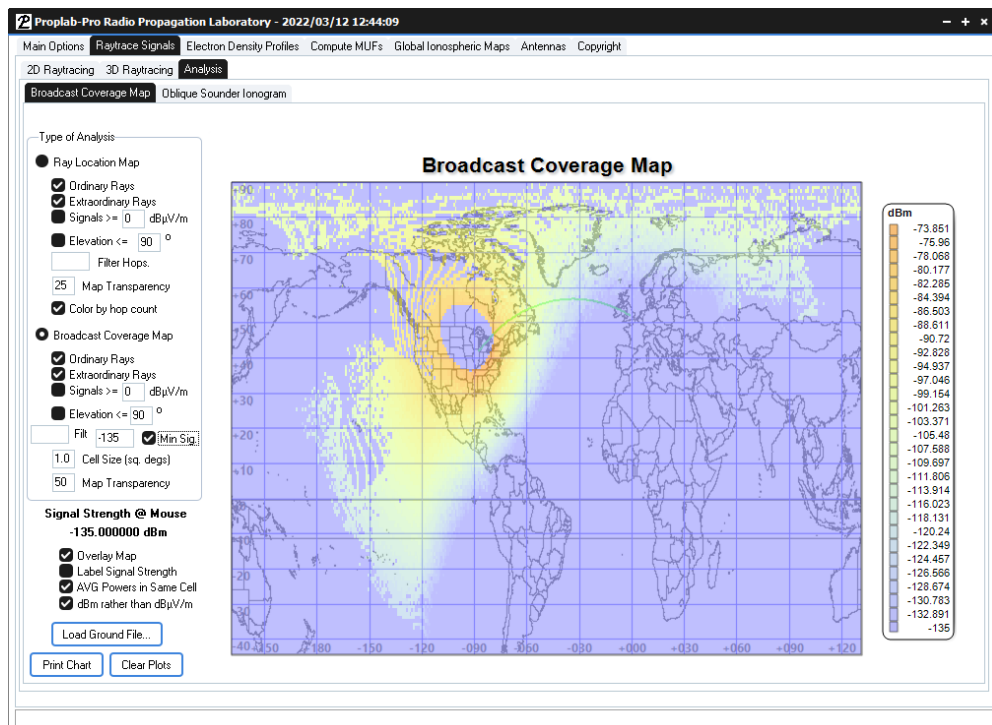 Proplab-Pro Radio Propagation Laboratory - 2022/03/12 12:44:09
Main Options Raytrace Signals Electron Density Profiles Compute MUFs Global Ionospheric Maps Antennas Copyright
2D Raytracing 3D Raytracing Analysis
Broadcast Coverage Map Oblique Sounder Ionogram
Type of Analysis
Ray Location Map
Ordinary Rays
Extraordinary Rays
Signals >= 0 dBµV/m
Elevation <= 90 o
Filter Hops.
25 Map Transparency
Color by hop count
Broadcast Coverage Map
Ordinary Rays
Extraordinary Rays
Signals >= 0 dBµV/m
Elevation <= 90 o
Filt -135 Min Sig.
1.0 Cell Size (sq. degs)
50 Map Transparency
Signal Strength @ Mouse
-135.000000 dBm
Overlay Map
Label Signal Strength
AVG Powers in Same Cell
dBm rather than dBµV/m
Load Ground File...
Print Chart Clear Plots
Broadcast Coverage Map
+90
+80
+70
+60
+50
+40
+30
+20
+10
+00
-10
-20
-30
-40 -150 -120 -090 -060 -030 +000 +030 +060 +090 +120
dBm
-73.851
-75.96
-78.068
-80.177
-82.285
-84.394
-86.503
-88.611
-90.72
-92.828
-94.937
-97.046
-99.154
-101.263
-103.371
-105.48
-107.588
-109.697
-111.806
-113.914
-116.023
-118.131
-120.24
-122.349
-124.457
-126.566
-128.674
-130.783
-132.891
-135